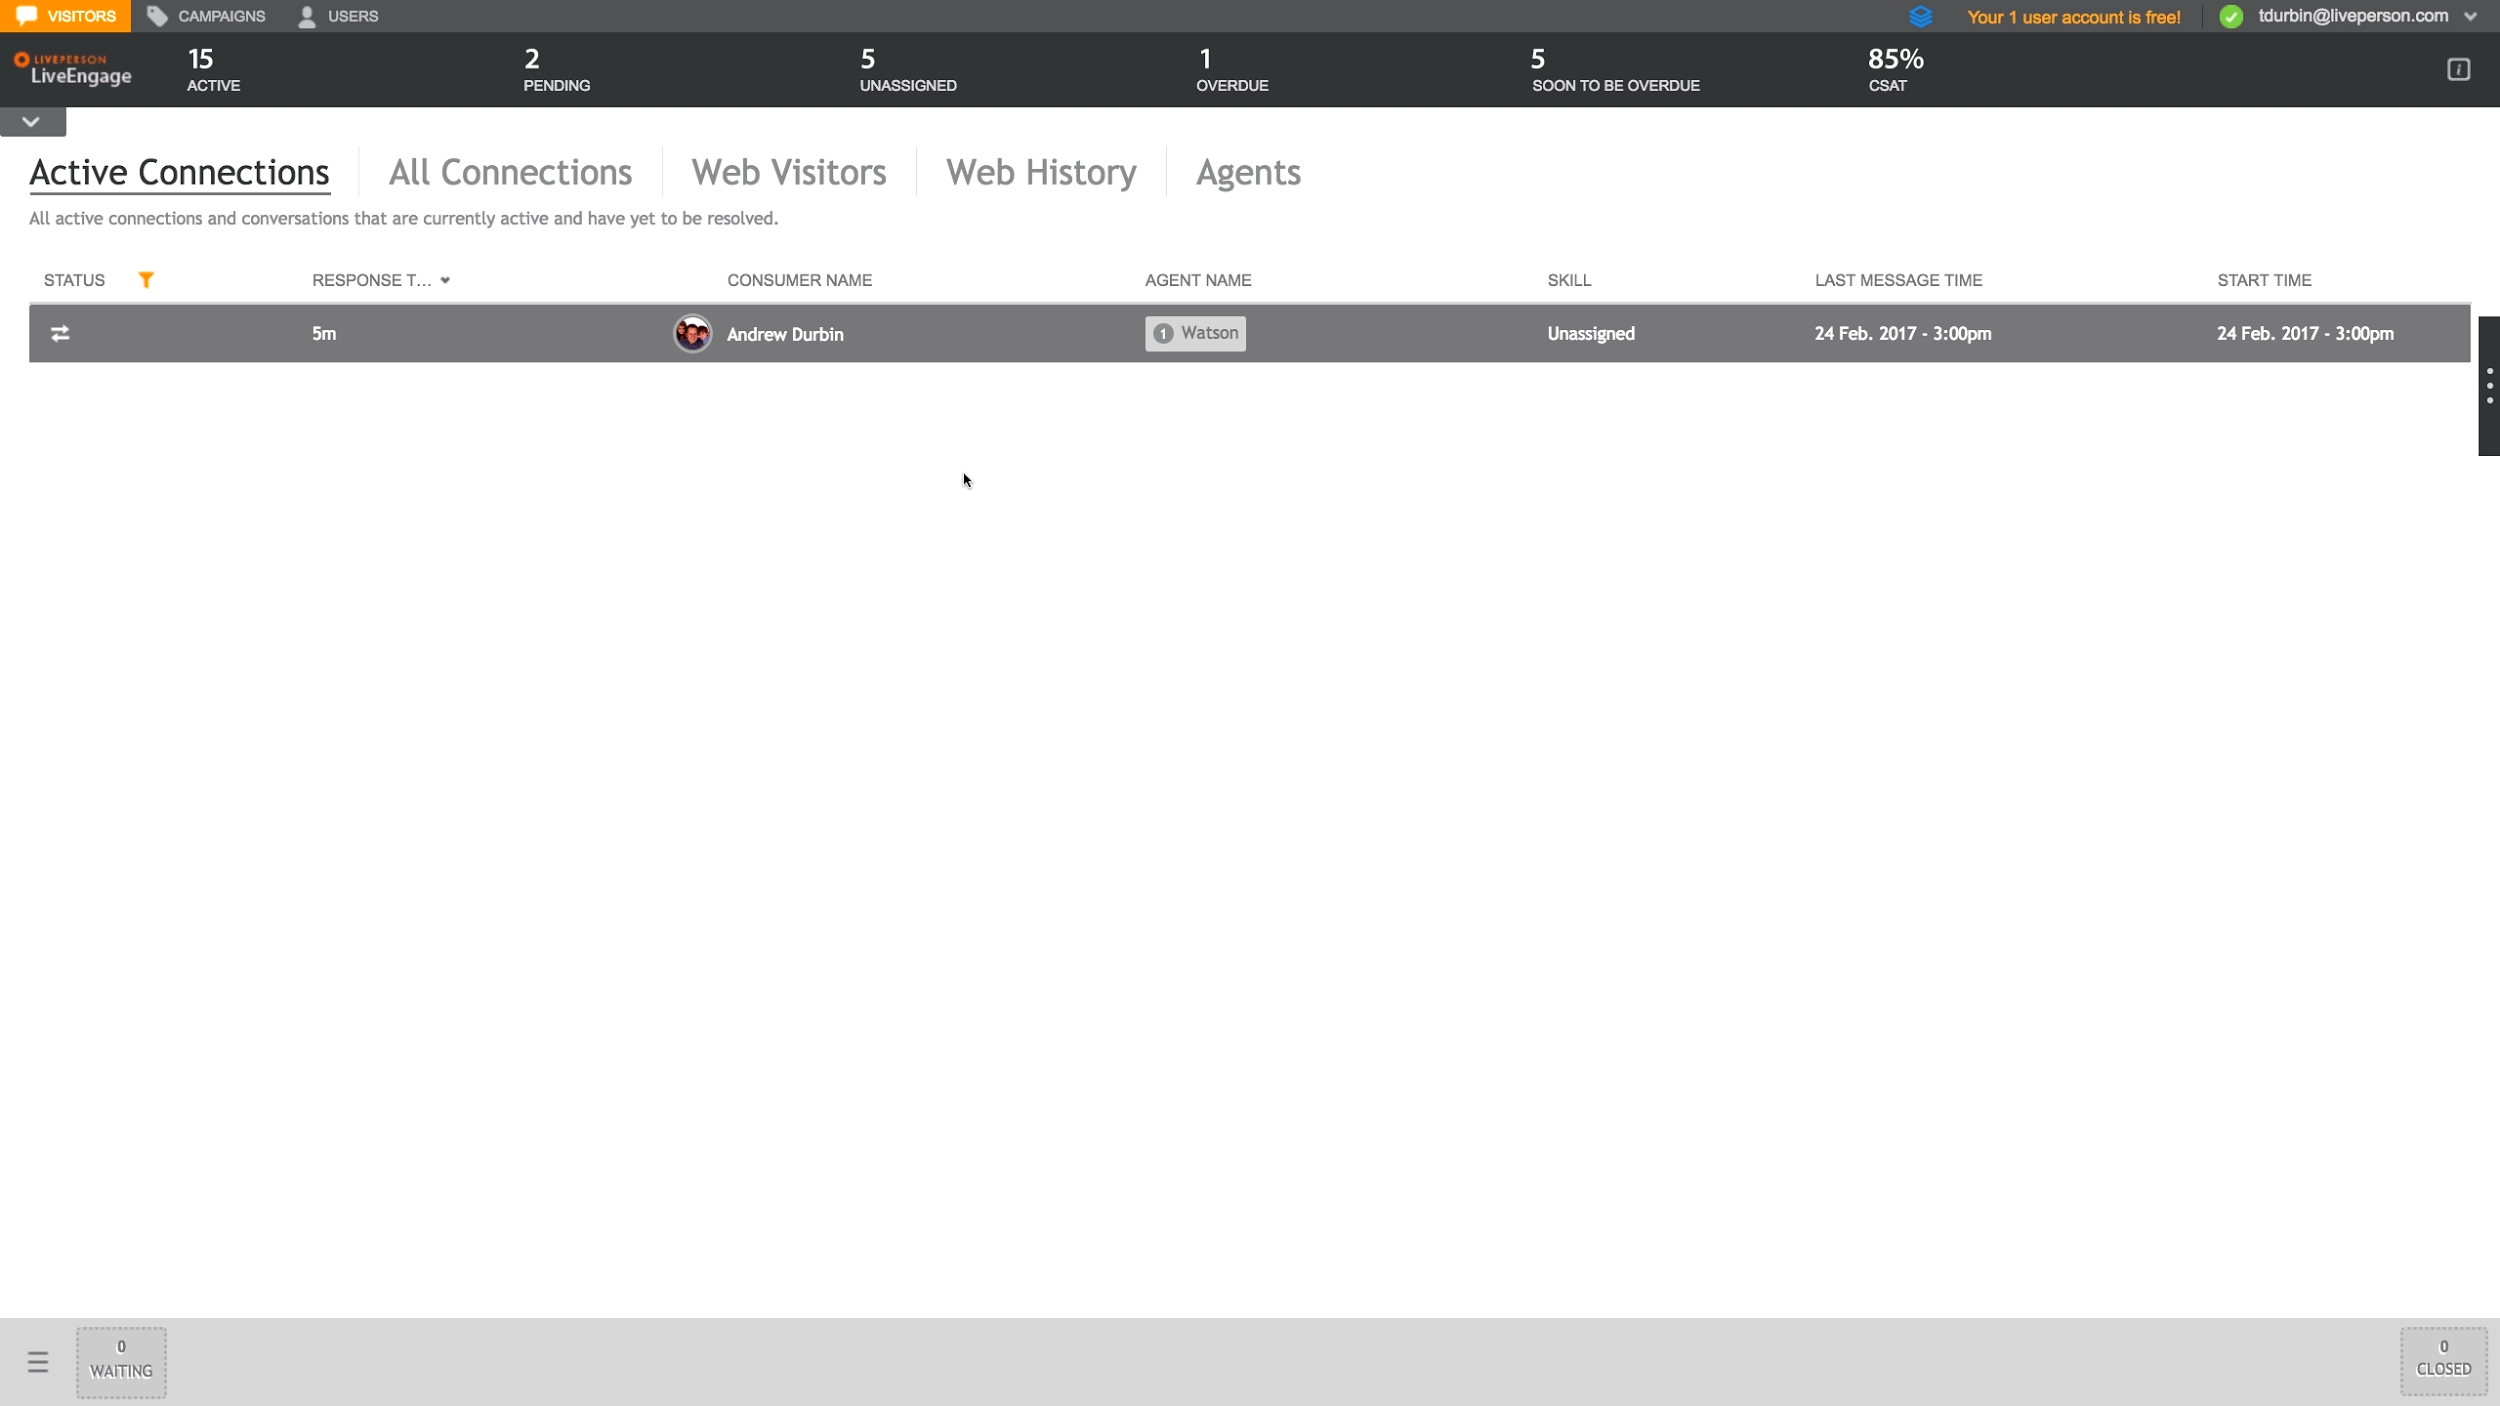 VISITORS CAMPAIGNS USERS Your 1 user account is free! tdurbin@liveperson.com
LIVEPERSON
LiveEngage
15 2 5 1 5 85%
ACTIVE PENDING UNASSIGNED OVERDUE SOON TO BE OVERDUE CSAT
Active Connections All Connections Web Visitors Web History Agents
All active connections and conversations that are currently active and have yet to be resolved.
STATUS RESPONSE T... CONSUMER NAME AGENT NAME SKILL LAST MESSAGE TIME START TIME
5m Andrew Durbin 1 Watson Unassigned 24 Feb. 2017 - 3:00pm 24 Feb. 2017 - 3:00pm
0 0
WAITING CLOSED